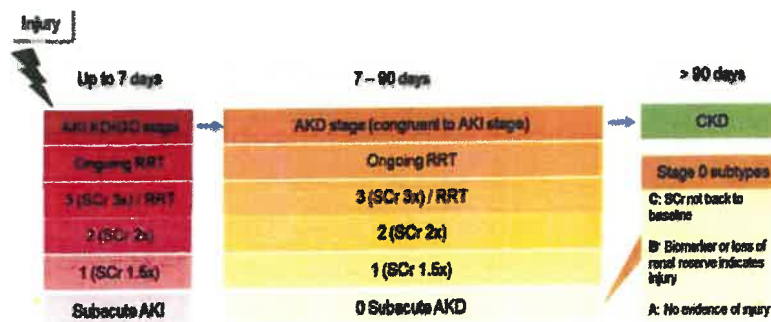 Injury
Up to 7 days
7 – 90 days
> 90 days
AKI KDIGO stage
AKD stage (congruent to AKI stage)
CKD
Ongoing RRT
Ongoing RRT
3 (SCr 3x) / RRT
3 (SCr 3x) / RRT
2 (SCr 2x)
2 (SCr 2x)
1 (SCr 1.5x)
1 (SCr 1.5x)
Subacute AKI
0 Subacute AKD
Stage 0 subtypes
C: SCr not back to
baseline
B: Biomarker or loss of
renal reserve indicates
injury
A: No evidence of injury